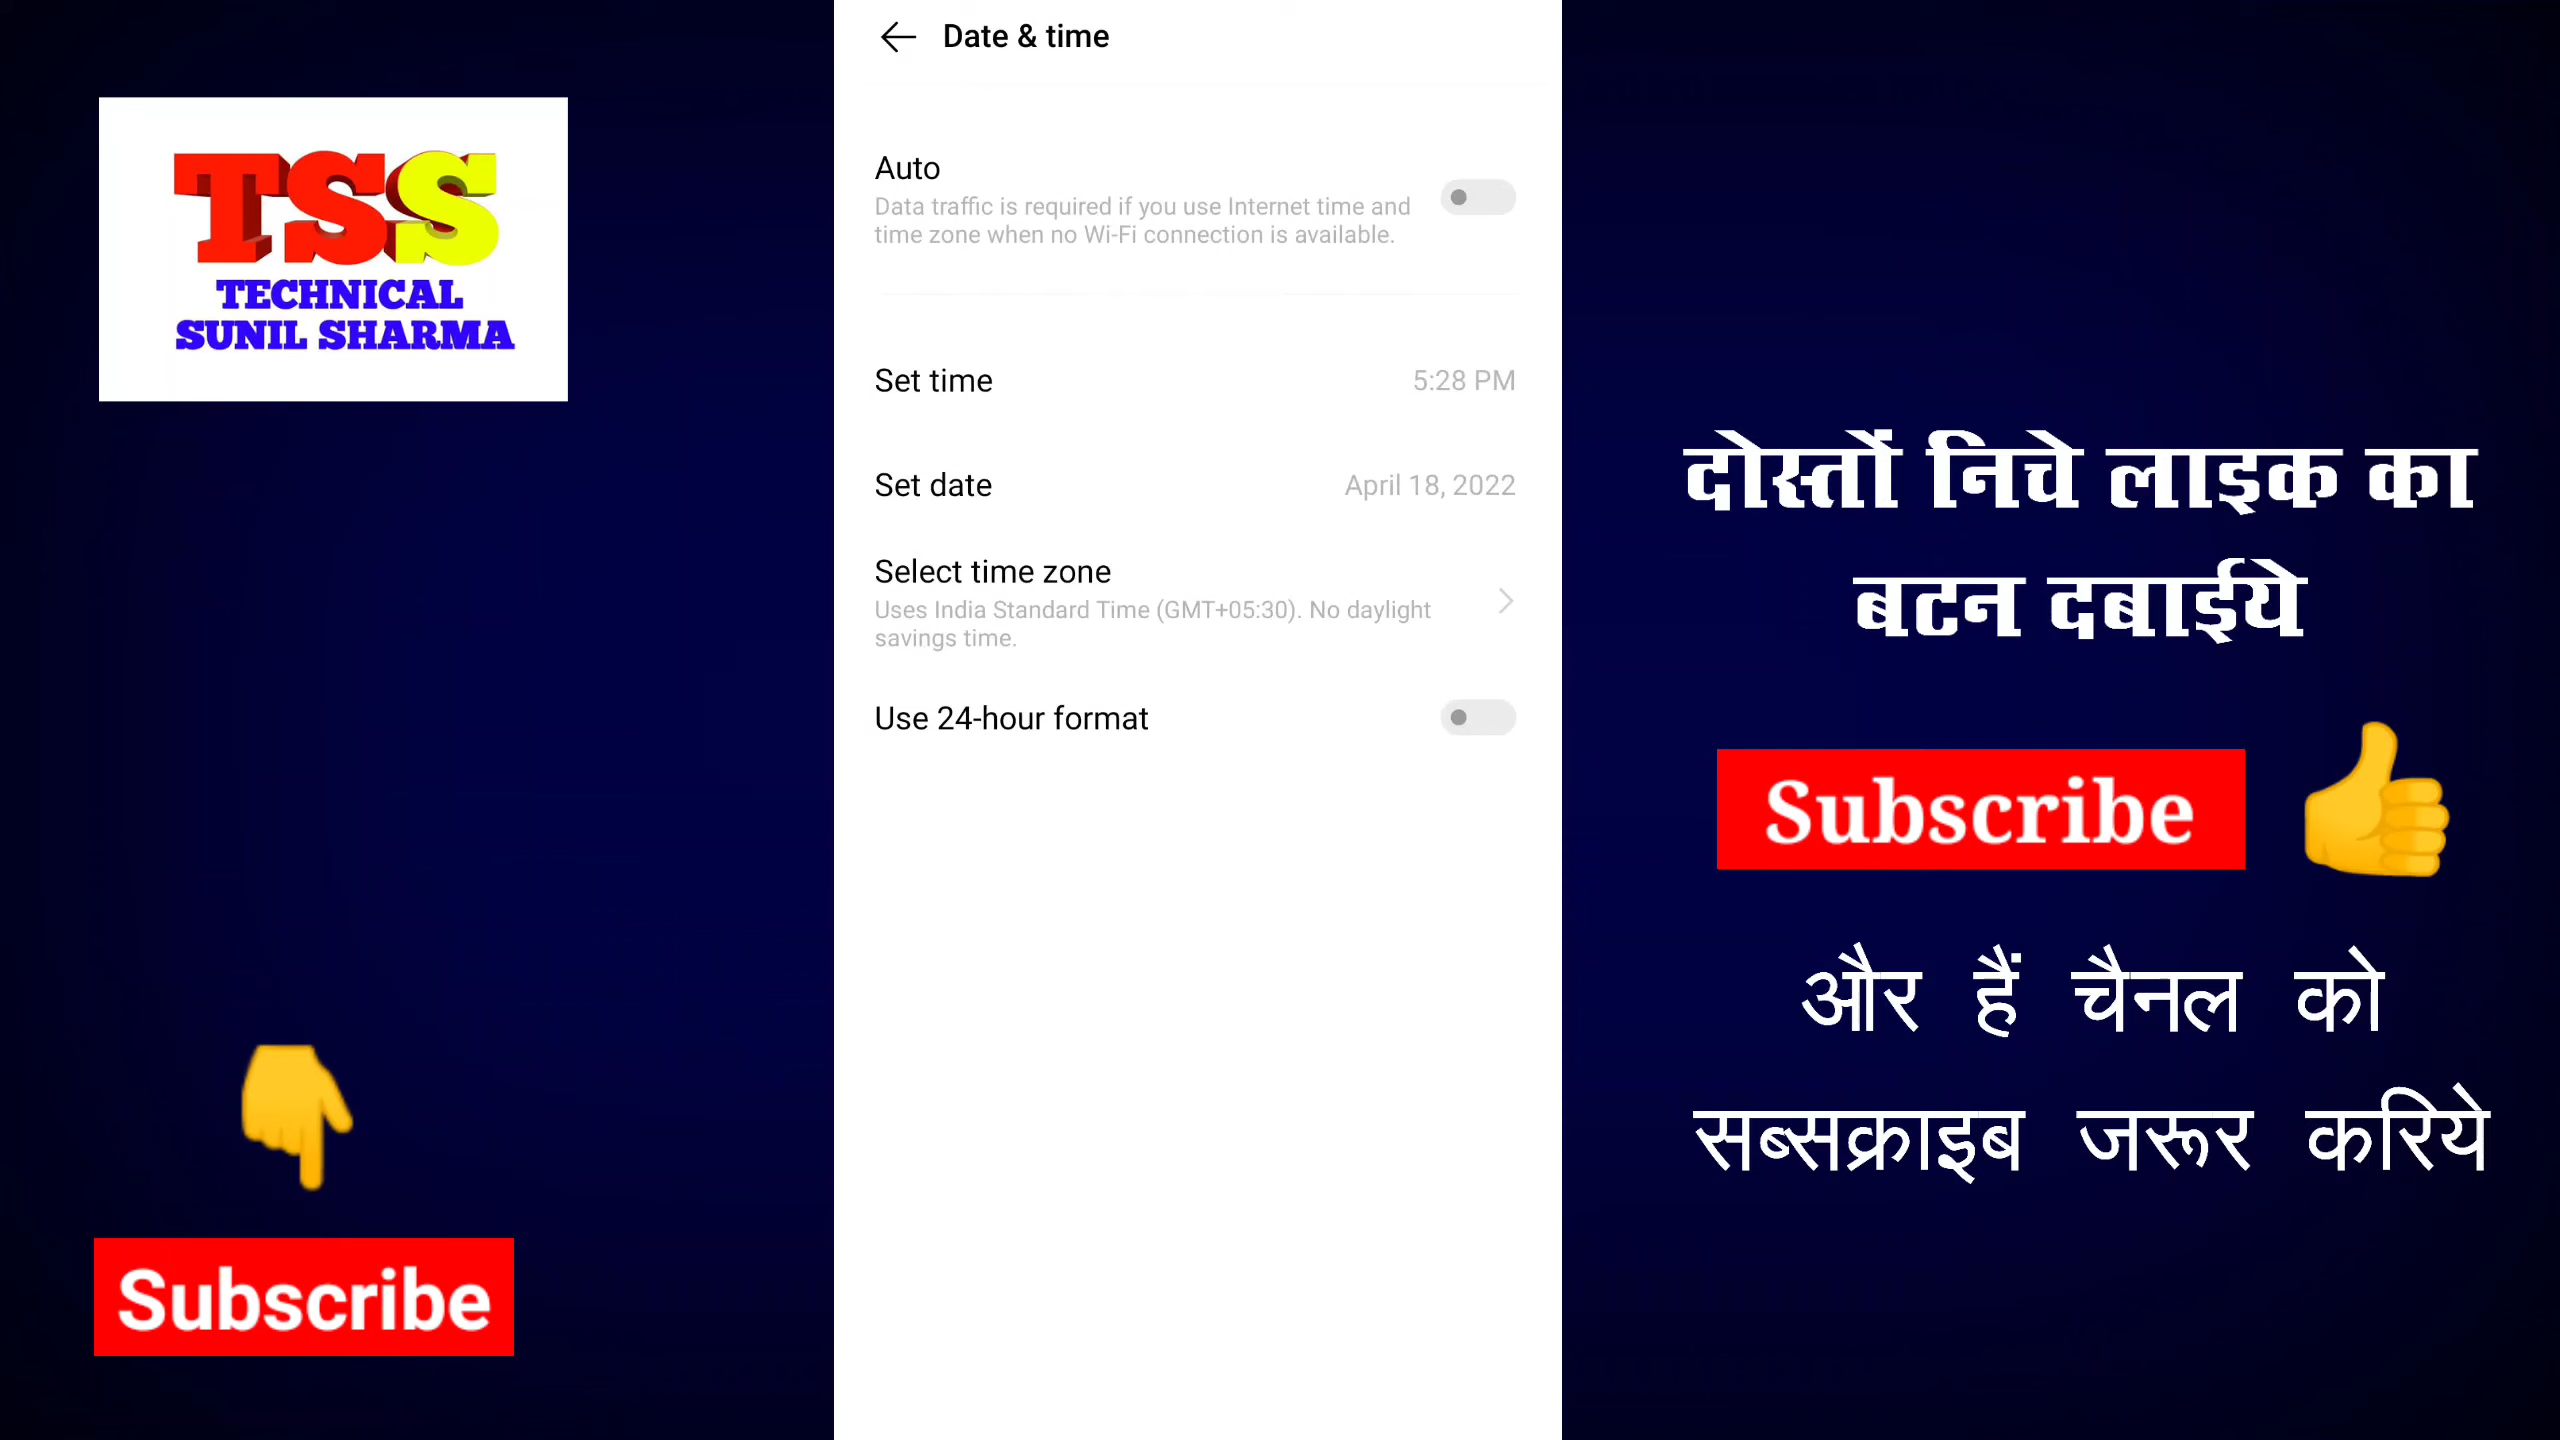 TSS
TECHNICAL
SUNIL SHARMA
Subscribe
Date & time
Auto
Data traffic is required if you use Internet time and
time zone when no Wi-Fi connection is available.
Set time 5:28 PM
Set date April 18, 2022
Select time zone
Uses India Standard Time (GMT+05:30). No daylight
savings time.
Use 24-hour format
दोस्तों निचे लाइक का
बटन दबाईये
Subscribe
और हैं चैनल को
सब्सक्राइब जरूर करिये